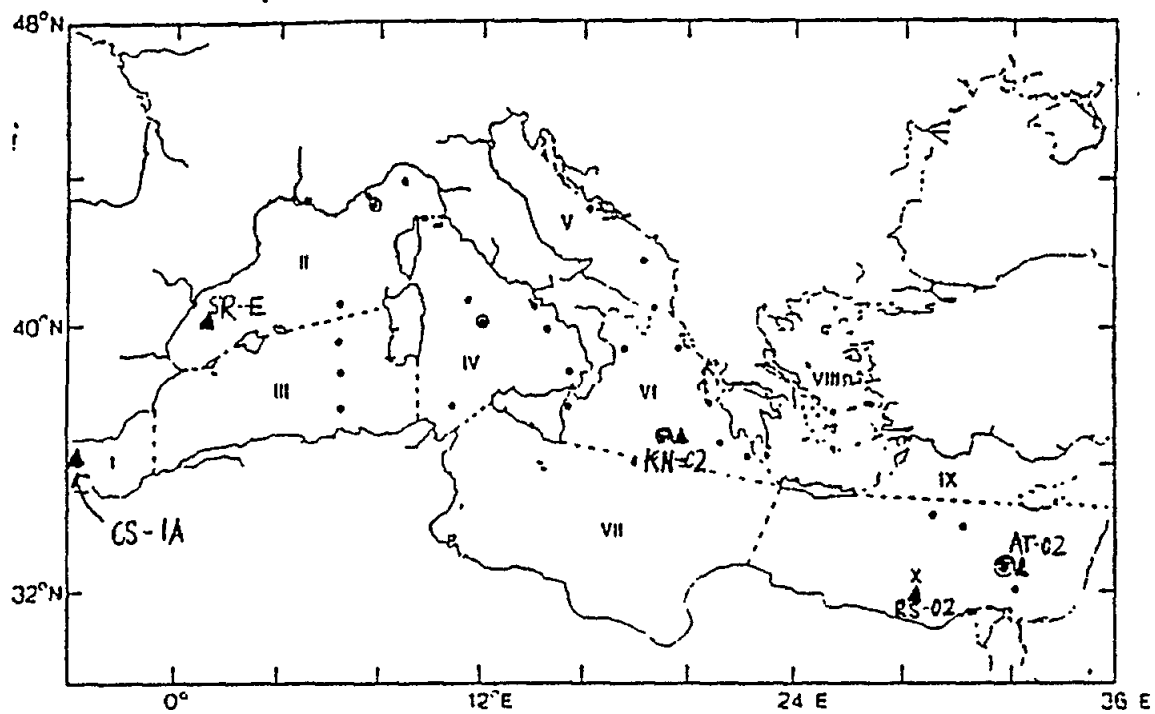 48°N
V
II
SR-E
40°N
IV
VIII
III
VI
KN-02
I
IX
CS-1A
VII
AT-02
X
32°N
RS-02
0°
12°E
24 E
36 E